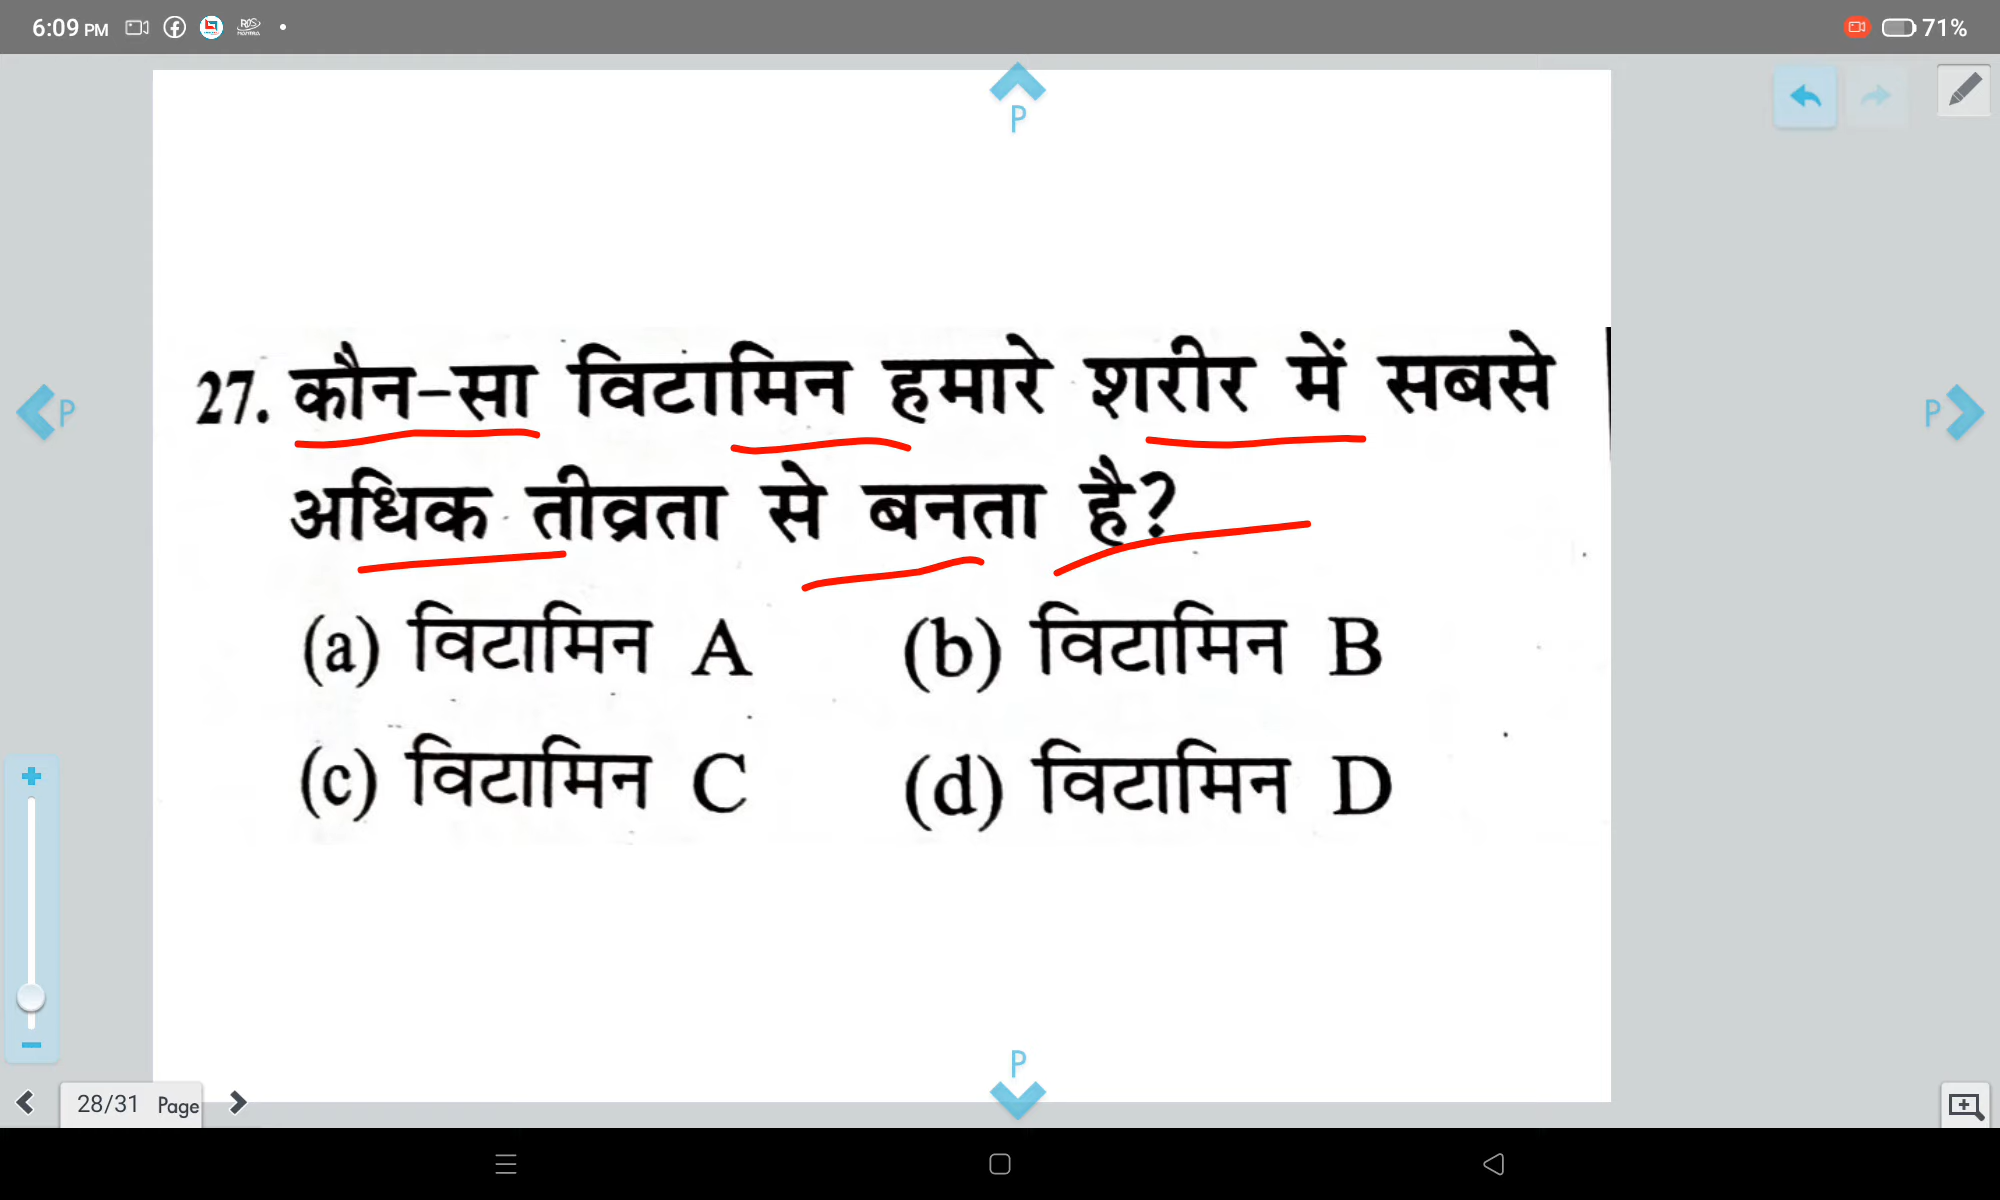 6:09 PM
71%
P
27. कौन-सा विटामिन हमारे शरीर में सबसे
P
P
अधिक तीव्रता से बनता है?
(a) विटामिन A (b) विटामिन B
(c) विटामिन C (d) विटामिन D
P
28/31 Page